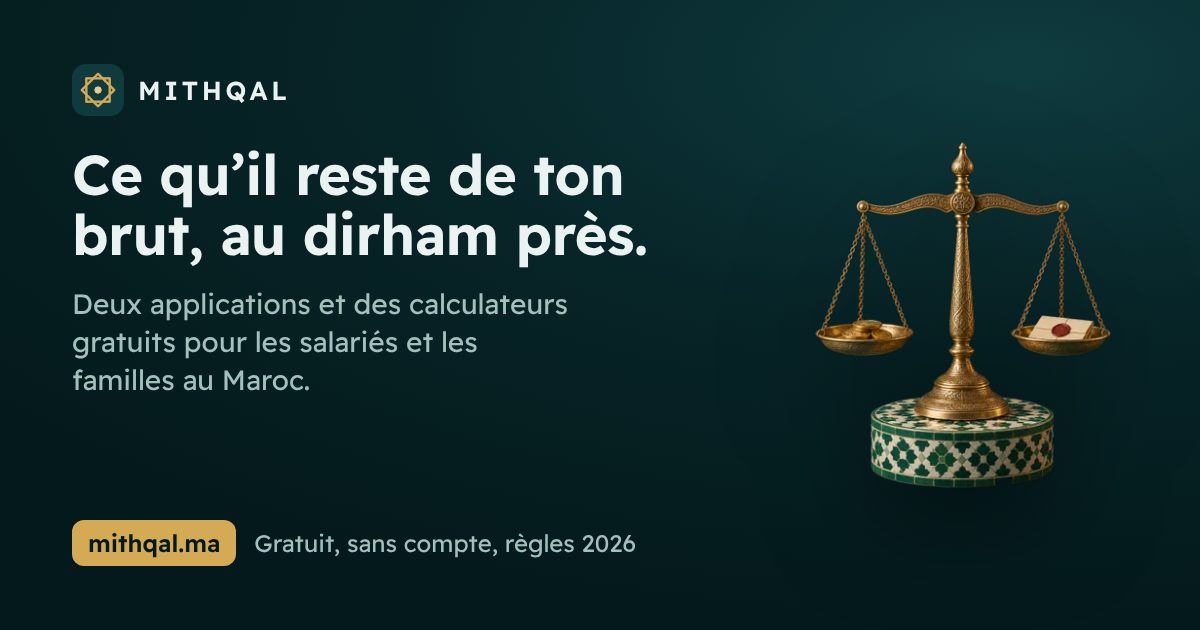 MITHQAL
Ce qu’il reste de ton
brut, au dirham près.
Deux applications et des calculateurs
gratuits pour les salariés et les
familles au Maroc.
mithqal.ma Gratuit, sans compte, règles 2026